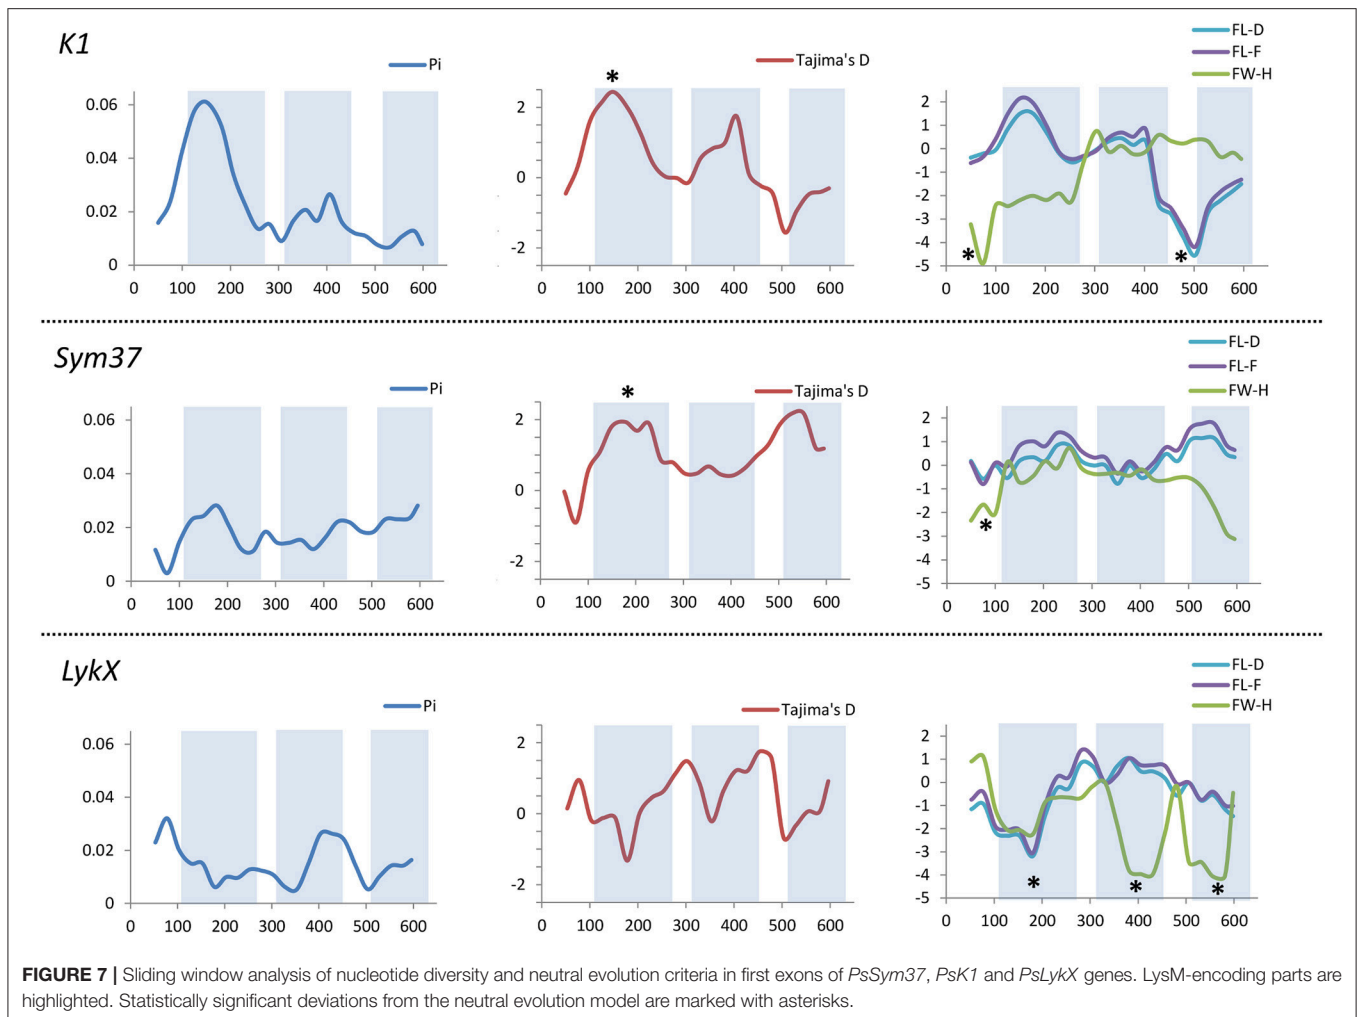 K1
Pi
0.06
0.04
0.02
0
0 100 200 300 400 500 600
Tajima's D
*
2
0
-2
0 100 200 300 400 500 600
FL-D
FL-F
FW-H
2
1
0
-1
-2
-3
-4
-5
* *
0 100 200 300 400 500 600
Sym37
Pi
0.06
0.04
0.02
0
0 100 200 300 400 500 600
Tajima's D
*
2
0
-2
0 100 200 300 400 500 600
FL-D
FL-F
FW-H
2
1
0
-1
-2
-3
-4
-5
*
0 100 200 300 400 500 600
LykX
Pi
0.06
0.04
0.02
0
0 100 200 300 400 500 600
Tajima's D
2
0
-2
0 100 200 300 400 500 600
FL-D
FL-F
FW-H
2
1
0
-1
-2
-3
-4
-5
* * *
0 100 200 300 400 500 600
FIGURE 7 | Sliding window analysis of nucleotide diversity and neutral evolution criteria in first exons of PsSym37, PsK1 and PsLykX genes. LysM-encoding parts are
highlighted. Statistically significant deviations from the neutral evolution model are marked with asterisks.